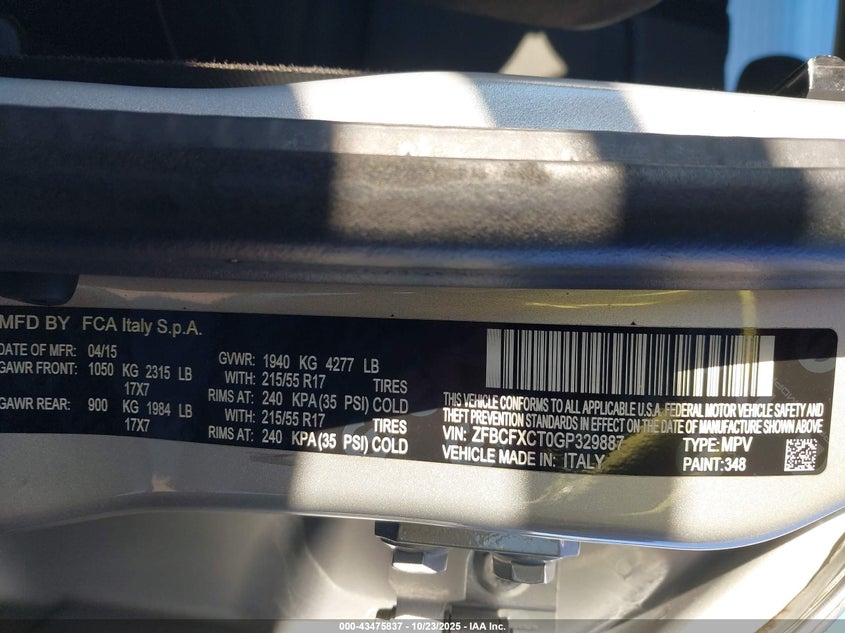 MFD BY FCA Italy S.p.A.
DATE OF MFR: 04/15
GAWR FRONT: 1050 KG 2315 LB
17X7
GAWR REAR: 900 KG 1984 LB
17X7
GVWR: 1940 KG 4277 LB
WITH: 215/55 R17 TIRES
RIMS AT: 240 KPA (35 PSI) COLD
WITH: 215/55 R17 TIRES
RIMS AT: 240 KPA (35 PSI) COLD
THIS VEHICLE CONFORMS TO ALL APPLICABLE U.S.A. FEDERAL MOTOR VEHICLE SAFETY AND
THEFT PREVENTION STANDARDS IN EFFECT ON THE DATE OF MANUFACTURE SHOWN ABOVE
VIN: ZFBCFXCT0GP329887 TYPE: MPV
VEHICLE MADE IN: ITALY PAINT: 348
000-43475837 - 10/23/2025 - IAA Inc.